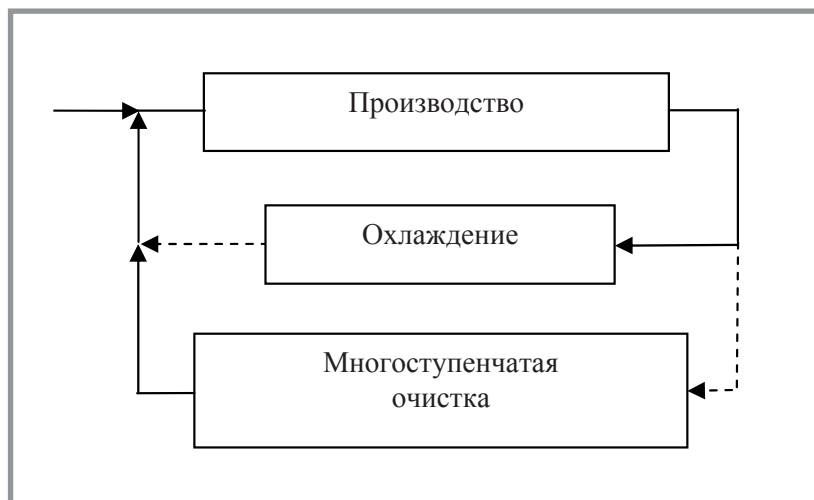 Производство
Охлаждение
Многоступенчатая
очистка